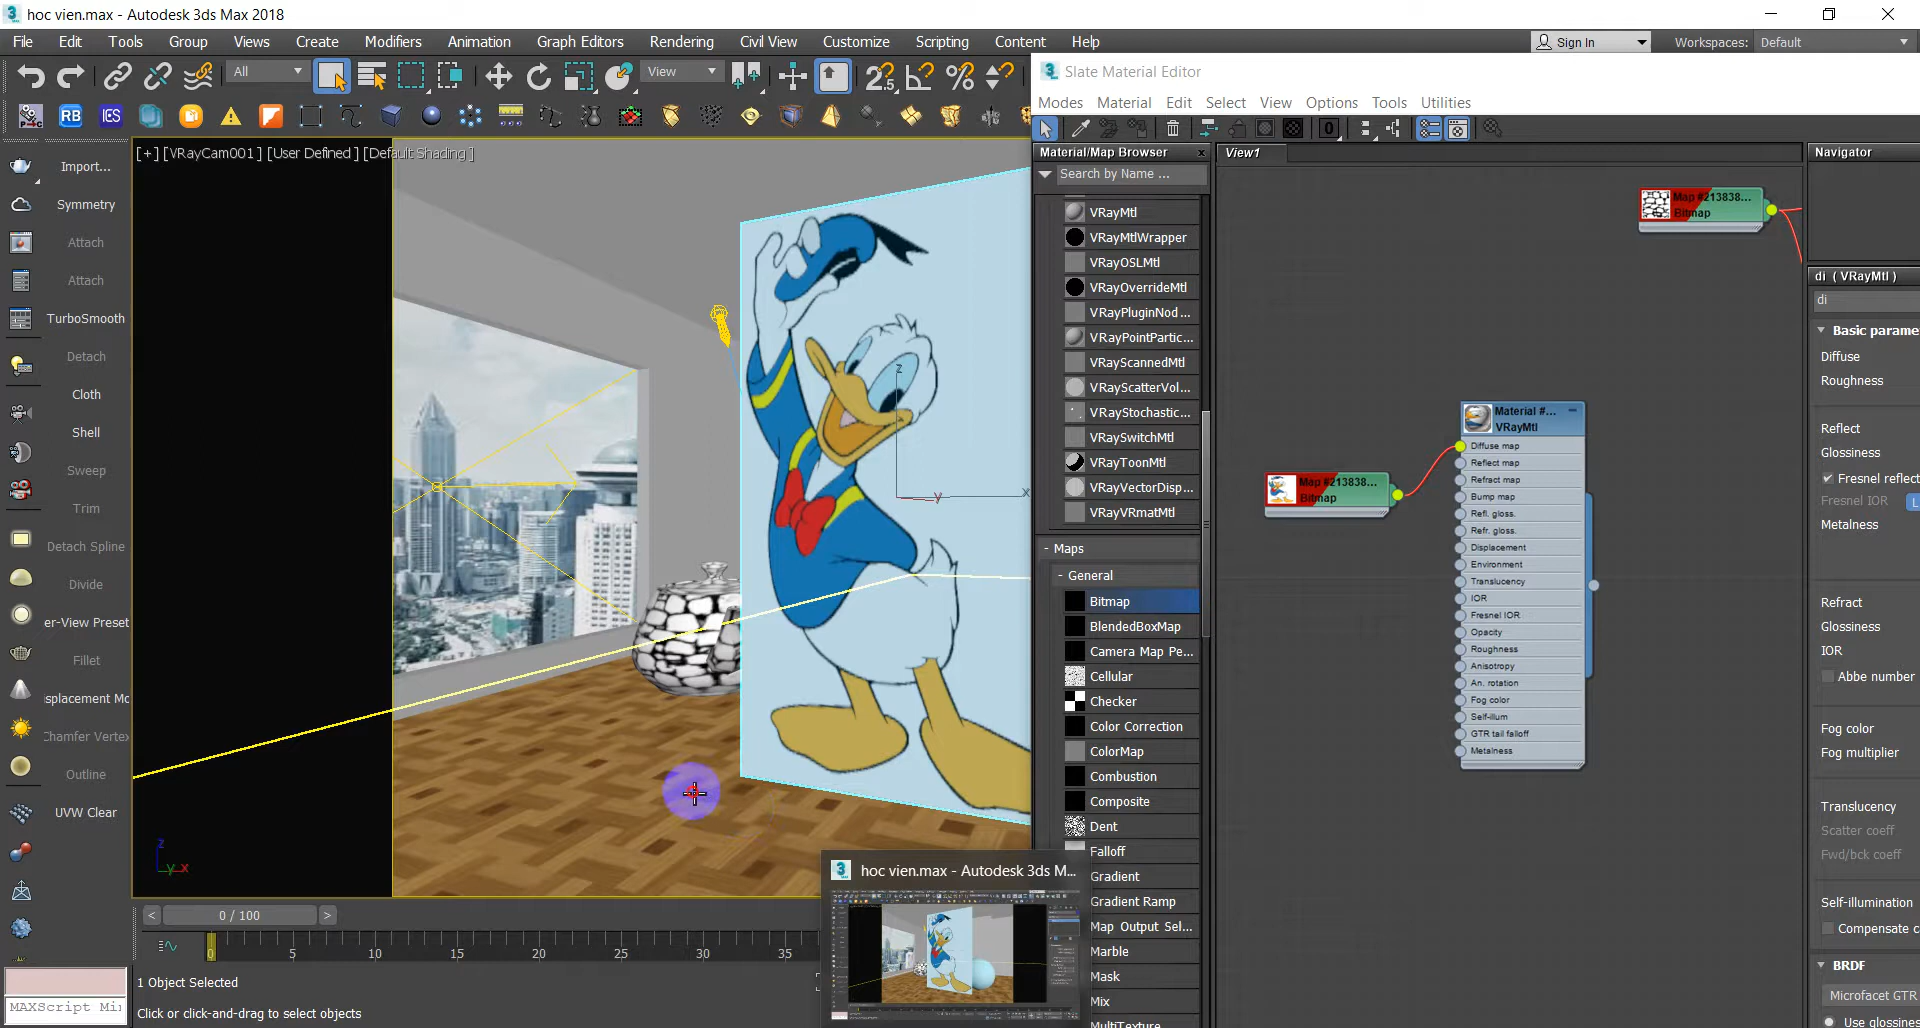 hoc vien.max - Autodesk 3ds Max 2018
File Edit Tools Group Views Create Modifiers Animation Graph Editors Rendering Civil View Customize Scripting Content Help
Sign In Workspaces: Default
All View
Slate Material Editor
Modes Material Edit Select View Options Tools Utilities
RB IES
[+] [VRayCam001] [User Defined] [Default Shading]
Import...
Symmetry
Attach
Attach
TurboSmooth
Detach
Cloth
Shell
Sweep
Trim
Detach Spline
Divide
er-View Preset
Fillet
splacement Mo
Chamfer Vertex
Outline
UVW Clear
Material/Map Browser
Search by Name ...
VRayMtl
VRayMtlWrapper
VRayOSLMtl
VRayOverrideMtl
VRayPluginNod...
VRayPointPartic...
VRayScannedMtl
VRayScatterVol...
VRayStochastic...
VRaySwitchMtl
VRayToonMtl
VRayVectorDisp...
VRayVRmatMtl
- Maps
- General
Bitmap
BlendedBoxMap
Camera Map Pe...
Cellular
Checker
Color Correction
ColorMap
Combustion
Composite
Dent
Falloff
Gradient
Gradient Ramp
Map Output Sel...
Marble
Mask
Mix
MultiTexture
View1
Map #213838...
Bitmap
Map #213838...
Bitmap
Material #...
VRayMtl
Diffuse map
Reflect map
Refract map
Bump map
Refl. gloss.
Refr. gloss.
Displacement
Environment
Translucency
IOR
Fresnel IOR
Opacity
Roughness
Anisotropy
An. rotation
Fog color
Self-illum
GTR tail falloff
Metalness
Navigator
di ( VRayMtl )
di
Basic parame
Diffuse
Roughness
Reflect
Glossiness
Fresnel reflect
Fresnel IOR L
Metalness
Refract
Glossiness
IOR
Abbe number
Fog color
Fog multiplier
Translucency
Scatter coeff
Fwd/bck coeff
Self-illumination
Compensate c
BRDF
Microfacet GTR
Use glossines
z
y
x
z
y x
< 0 / 100 >
0 5 10 15 20 25 30 35
hoc vien.max - Autodesk 3ds M...
1 Object Selected
MAXScript Mi
Click or click-and-drag to select objects